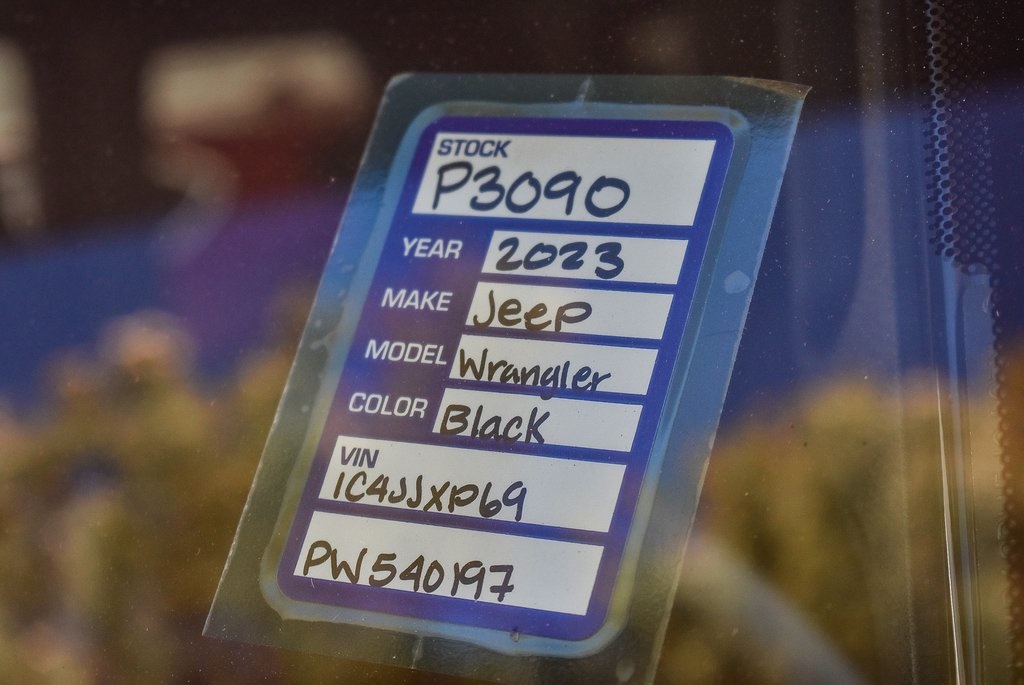 STOCK
P3090
YEAR 2023
MAKE Jeep
MODEL Wrangler
COLOR Black
VIN
1C4JJXP69
PW540197